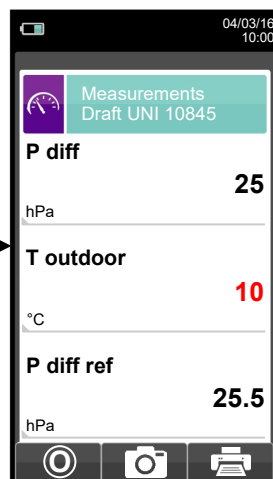 04/03/16
10:00
Measurements
Draft UNI 10845
P diff
25
hPa
T outdoor
10
°C
P diff ref
25.5
hPa